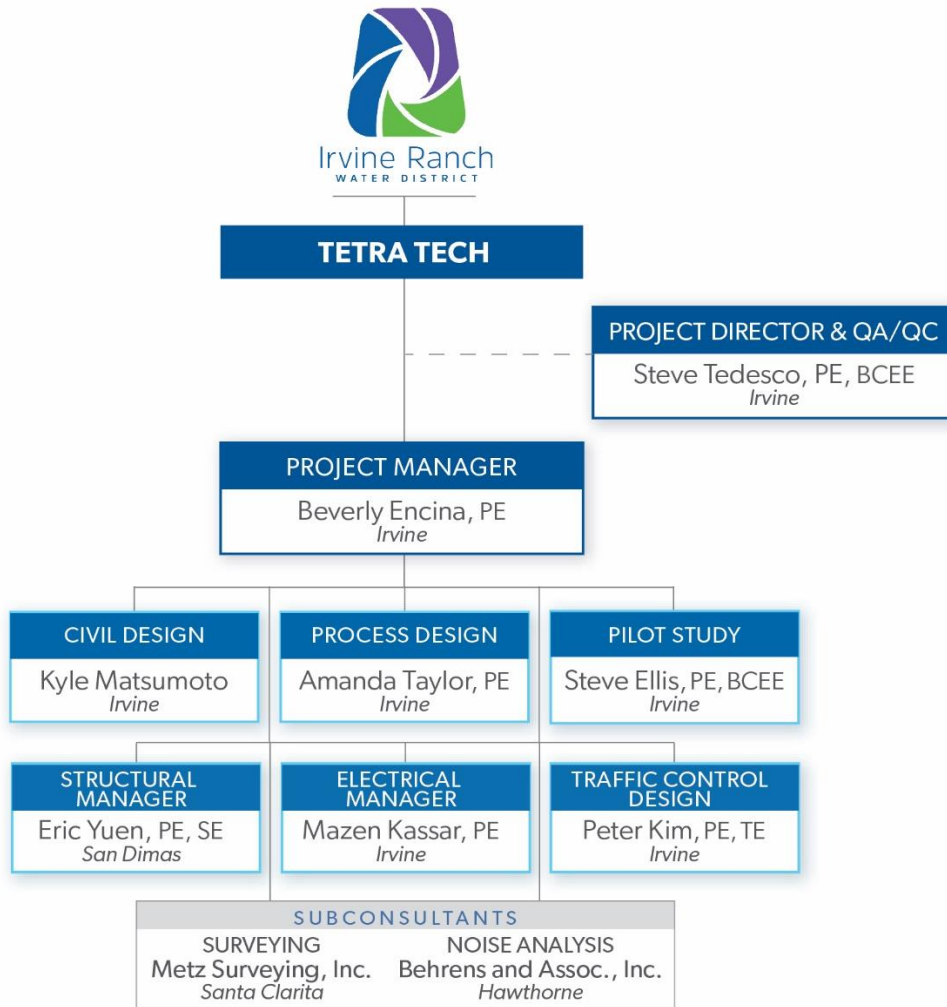 Irvine Ranch
WATER DISTRICT
TETRA TECH
PROJECT DIRECTOR & QA/QC
Steve Tedesco, PE, BCEE
Irvine
PROJECT MANAGER
Beverly Encina, PE
Irvine
CIVIL DESIGN
Kyle Matsumoto
Irvine
PROCESS DESIGN
Amanda Taylor, PE
Irvine
PILOT STUDY
Steve Ellis, PE, BCEE
Irvine
STRUCTURAL
MANAGER
Eric Yuen, PE, SE
San Dimas
ELECTRICAL
MANAGER
Mazen Kassar, PE
Irvine
TRAFFIC CONTROL
DESIGN
Peter Kim, PE, TE
Irvine
SUBCONSULTANTS
SURVEYING
Metz Surveying, Inc.
Santa Clarita
NOISE ANALYSIS
Behrens and Assoc., Inc.
Hawthorne